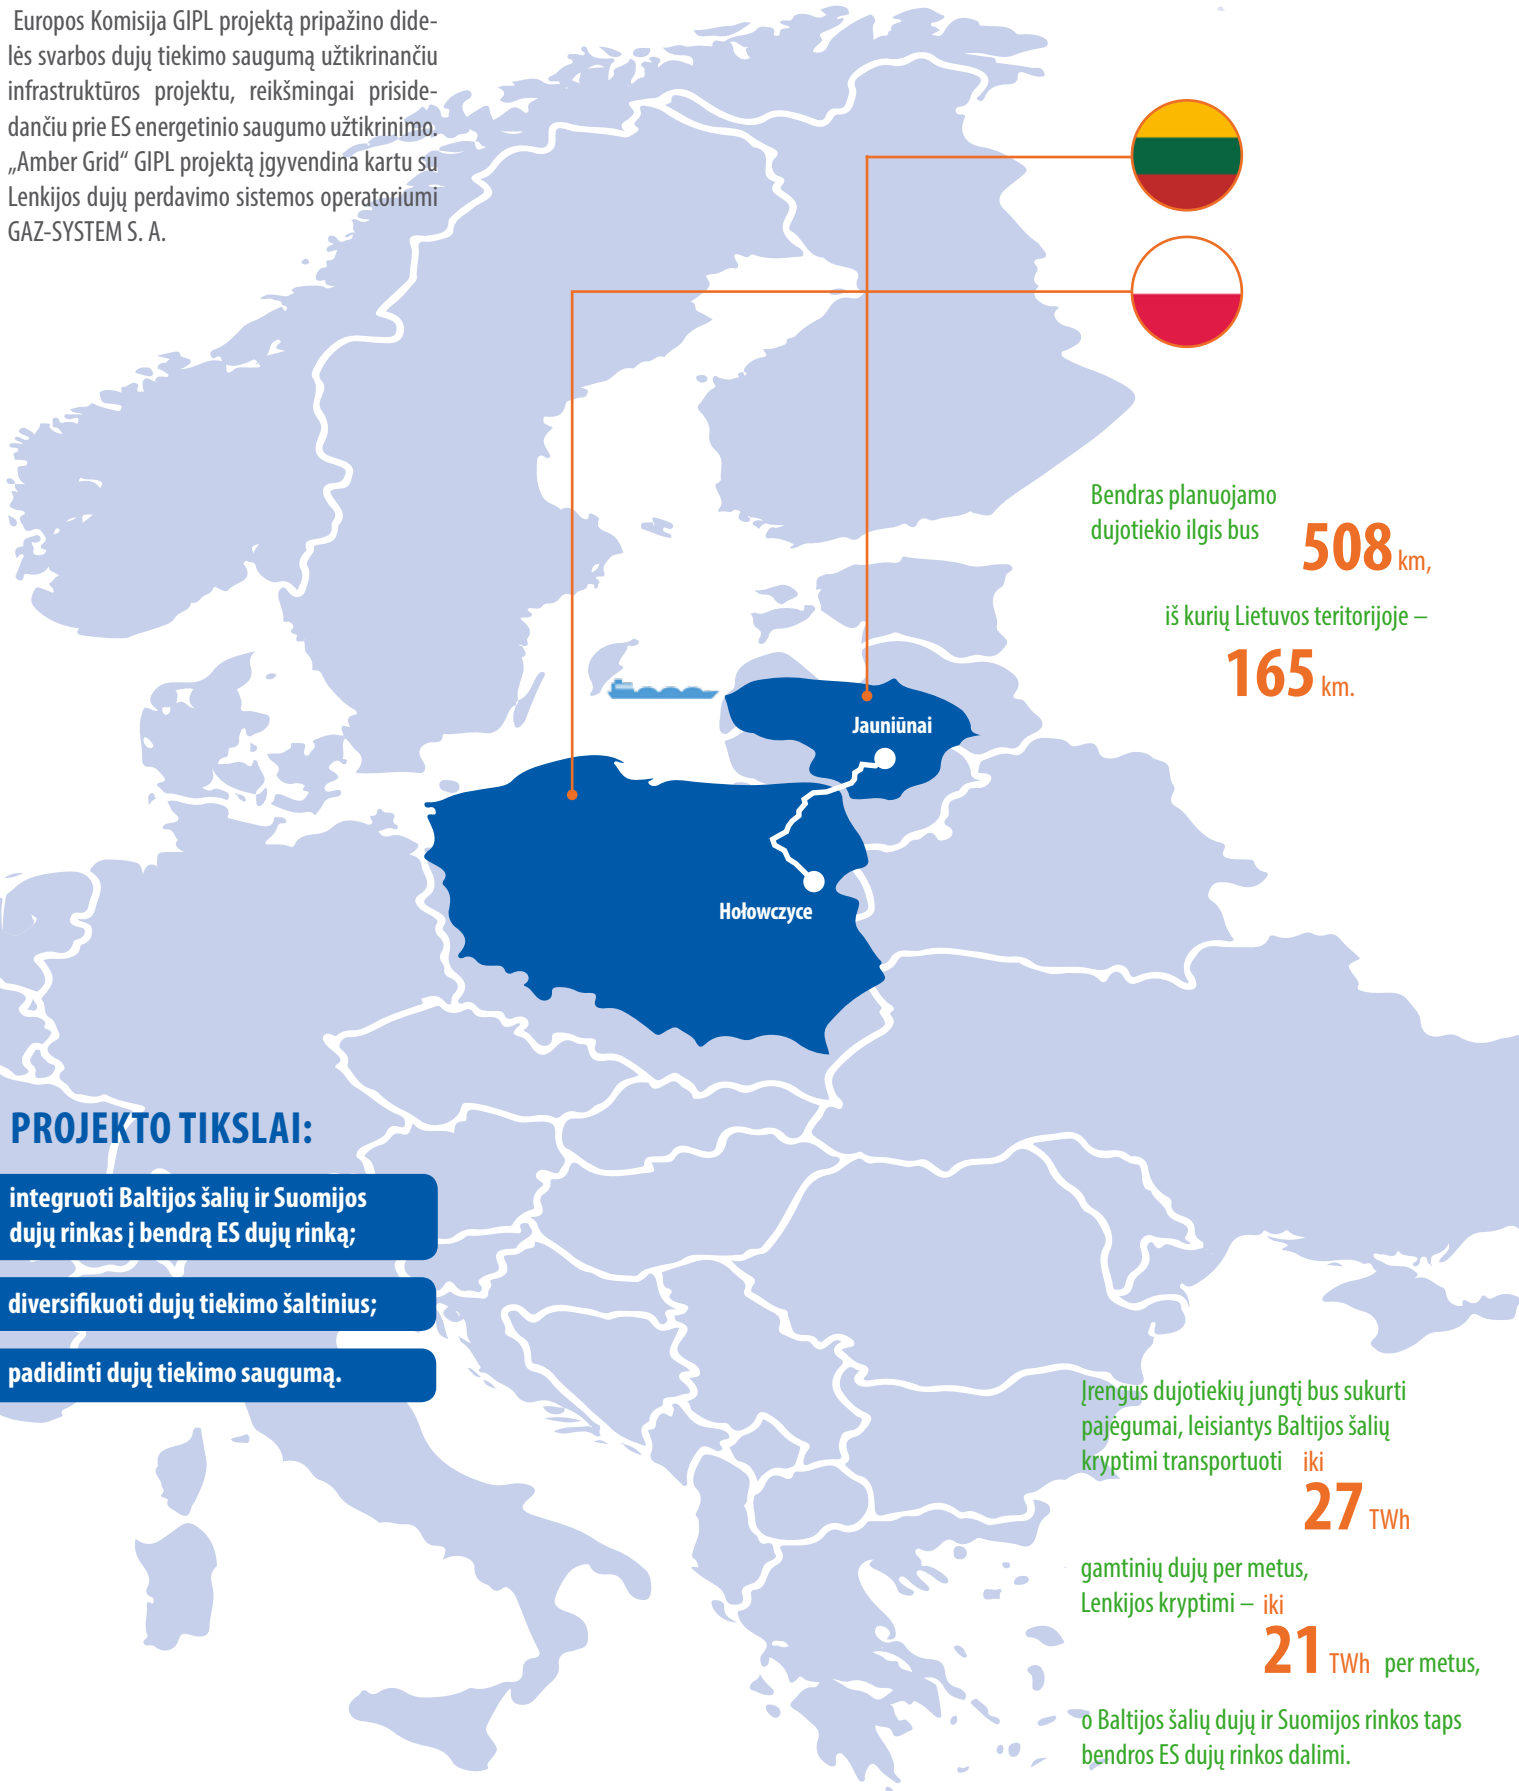 Europos Komisija GIPL projektą pripažino dide-
lės svarbos dujų tiekimo saugumą užtikrinančiu
infrastruktūros projektu, reikšmingai priside-
dančiu prie ES energetinio saugumo užtikrinimo.
„Amber Grid“ GIPL projektą įgyvendina kartu su
Lenkijos dujų perdavimo sistemos operatoriumi
GAZ-SYSTEM S. A.
Bendras planuojamo
dujotiekio ilgis bus
508 km,
iš kurių Lietuvos teritorijoje –
165 km.
Jauniūnai
Hołowczyce
PROJEKTO TIKSLAI:
integruoti Baltijos šalių ir Suomijos
dujų rinkas į bendrą ES dujų rinką;
diversifikuoti dujų tiekimo šaltinius;
padidinti dujų tiekimo saugumą.
Įrengus dujotiekių jungtį bus sukurti
pajėgumai, leisiantys Baltijos šalių
kryptimi transportuoti iki
27 TWh
gamtinių dujų per metus,
Lenkijos kryptimi – iki
21 TWh per metus,
o Baltijos šalių dujų ir Suomijos rinkos taps
bendros ES dujų rinkos dalimi.